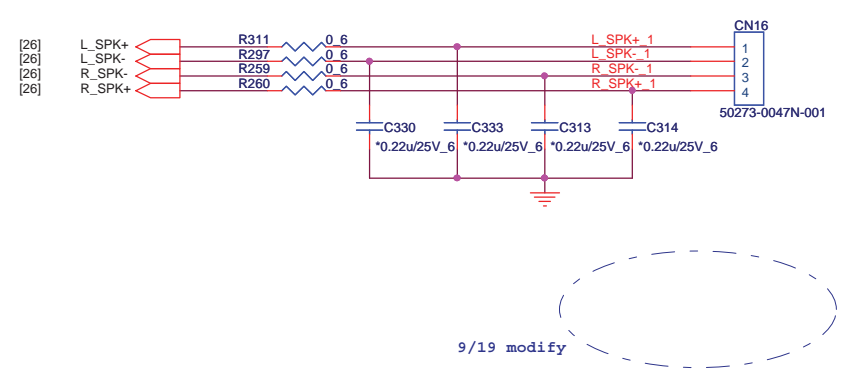 CN16
[26] L_SPK+ R311 0_6 L_SPK+_1 1
[26] L_SPK- R297 0_6 L_SPK-_1 2
[26] R_SPK- R259 0_6 R_SPK-_1 3
[26] R_SPK+ R260 0_6 R_SPK+_1 4
50273-0047N-001
C330 C333 C313 C314
*0.22u/25V_6 *0.22u/25V_6 *0.22u/25V_6 *0.22u/25V_6
9/19 modify